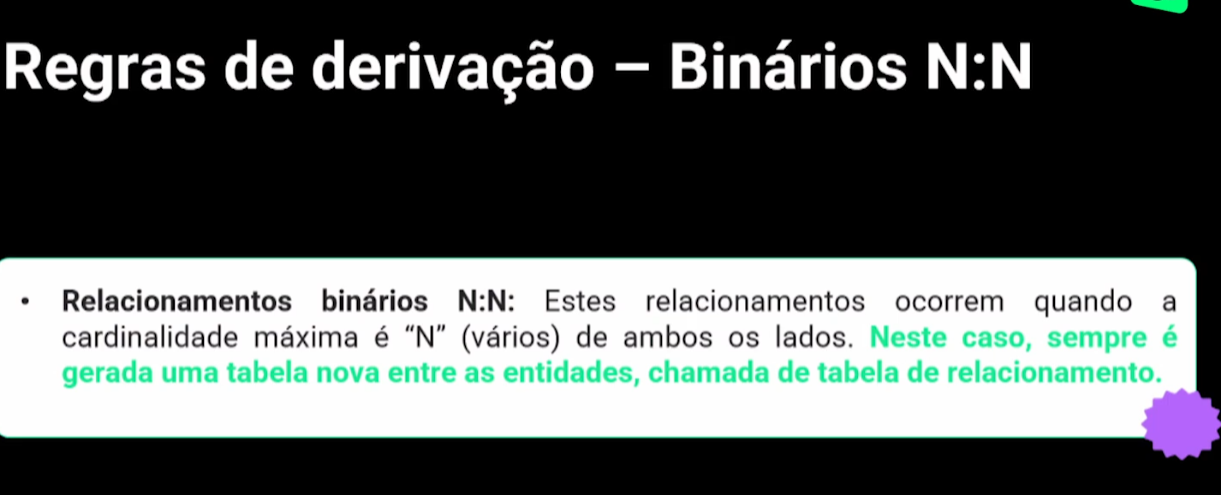 Regras de derivação – Binários N:N
• Relacionamentos binários N:N: Estes relacionamentos ocorrem quando a
cardinalidade máxima é “N” (vários) de ambos os lados. Neste caso, sempre é
gerada uma tabela nova entre as entidades, chamada de tabela de relacionamento.